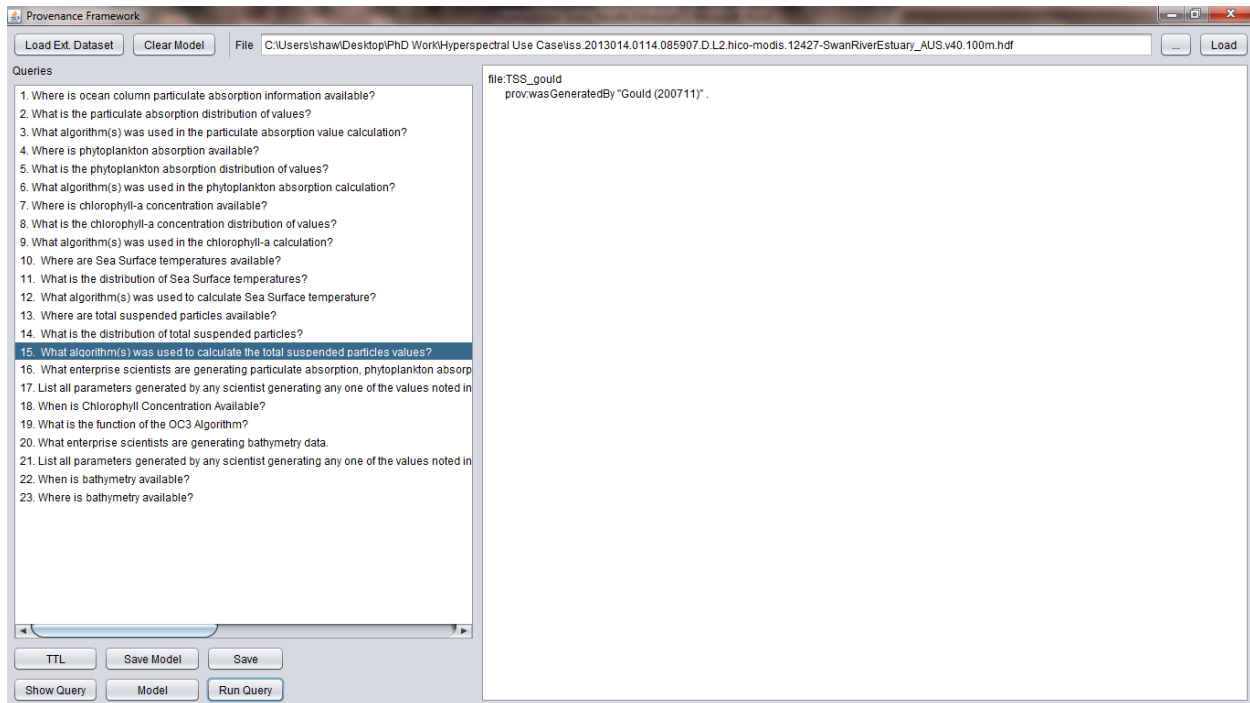 Provenance Framework
Load Ext. Dataset Clear Model File C:\Users\shaw\Desktop\PhD Work\Hyperspectral Use Case\iss.2013014.0114.085907.D.L2.hico-modis.12427-SwanRiverEstuary_AUS.v40.100m.hdf ... Load
Queries
1. Where is ocean column particulate absorption information available?
2. What is the particulate absorption distribution of values?
3. What algorithm(s) was used in the particulate absorption value calculation?
4. Where is phytoplankton absorption available?
5. What is the phytoplankton absorption distribution of values?
6. What algorithm(s) was used in the phytoplankton absorption calculation?
7. Where is chlorophyll-a concentration available?
8. What is the chlorophyll-a concentration distribution of values?
9. What algorithm(s) was used in the chlorophyll-a calculation?
10. Where are Sea Surface temperatures available?
11. What is the distribution of Sea Surface temperatures?
12. What algorithm(s) was used to calculate Sea Surface temperature?
13. Where are total suspended particles available?
14. What is the distribution of total suspended particles?
15. What algorithm(s) was used to calculate the total suspended particles values?
16. What enterprise scientists are generating particulate absorption, phytoplankton absorp
17. List all parameters generated by any scientist generating any one of the values noted in
18. When is Chlorophyll Concentration Available?
19. What is the function of the OC3 Algorithm?
20. What enterprise scientists are generating bathymetry data.
21. List all parameters generated by any scientist generating any one of the values noted in
22. When is bathymetry available?
23. Where is bathymetry available?
TTL Save Model Save
Show Query Model Run Query
file:TSS_gould
prov:wasGeneratedBy "Gould (200711)" .